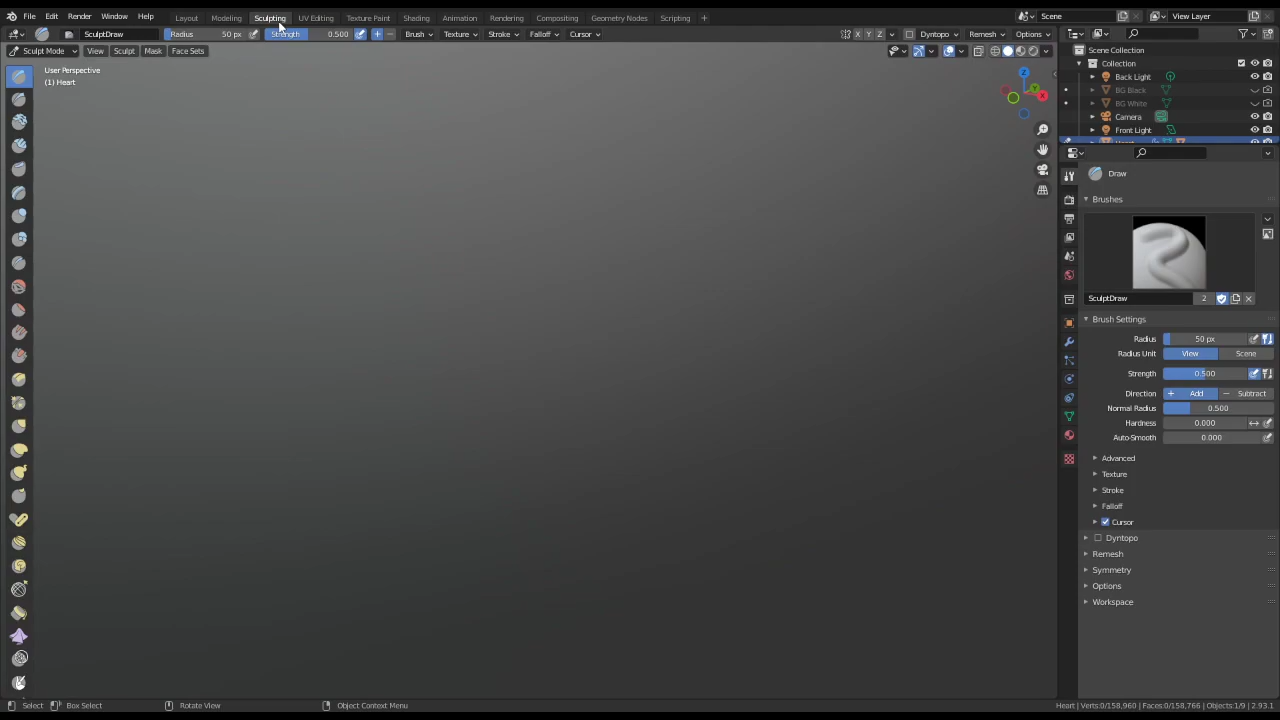 File Edit Render Window Help Layout Modeling Sculpting UV Editing Texture Paint Shading Animation Rendering Compositing Geometry Nodes Scripting + Scene View Layer
SculptDraw Radius 50 px Strength 0.500 Brush Texture Stroke Falloff Cursor X Y Z Dyntopo Remesh Options
Sculpt Mode View Sculpt Mask Face Sets
User Perspective
(1) Heart
Z
Y
X
Scene Collection
Collection
Back Light
BG Black
BG White
Camera
Front Light
Draw
Brushes
SculptDraw 2
Brush Settings
Radius 50 px
Radius Unit View Scene
Strength 0.500
Direction + Add - Subtract
Normal Radius 0.500
Hardness 0.000
Auto-Smooth 0.000
Advanced
Texture
Stroke
Falloff
Cursor
Dyntopo
Remesh
Symmetry
Options
Workspace
Select Box Select Rotate View Object Context Menu Heart | Verts:0/158,960 | Faces:0/158,766 | Objects:1/9 | 2.93.1